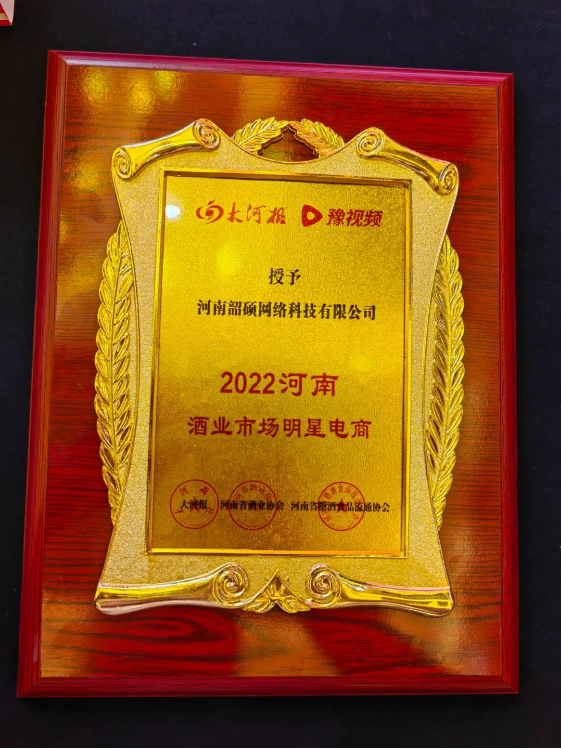 大河报 豫视频
授予
河南韶硕网络科技有限公司
2022河南
酒业市场明星电商
大河报 河南省酒业协会 河南省糖酒食品流通协会